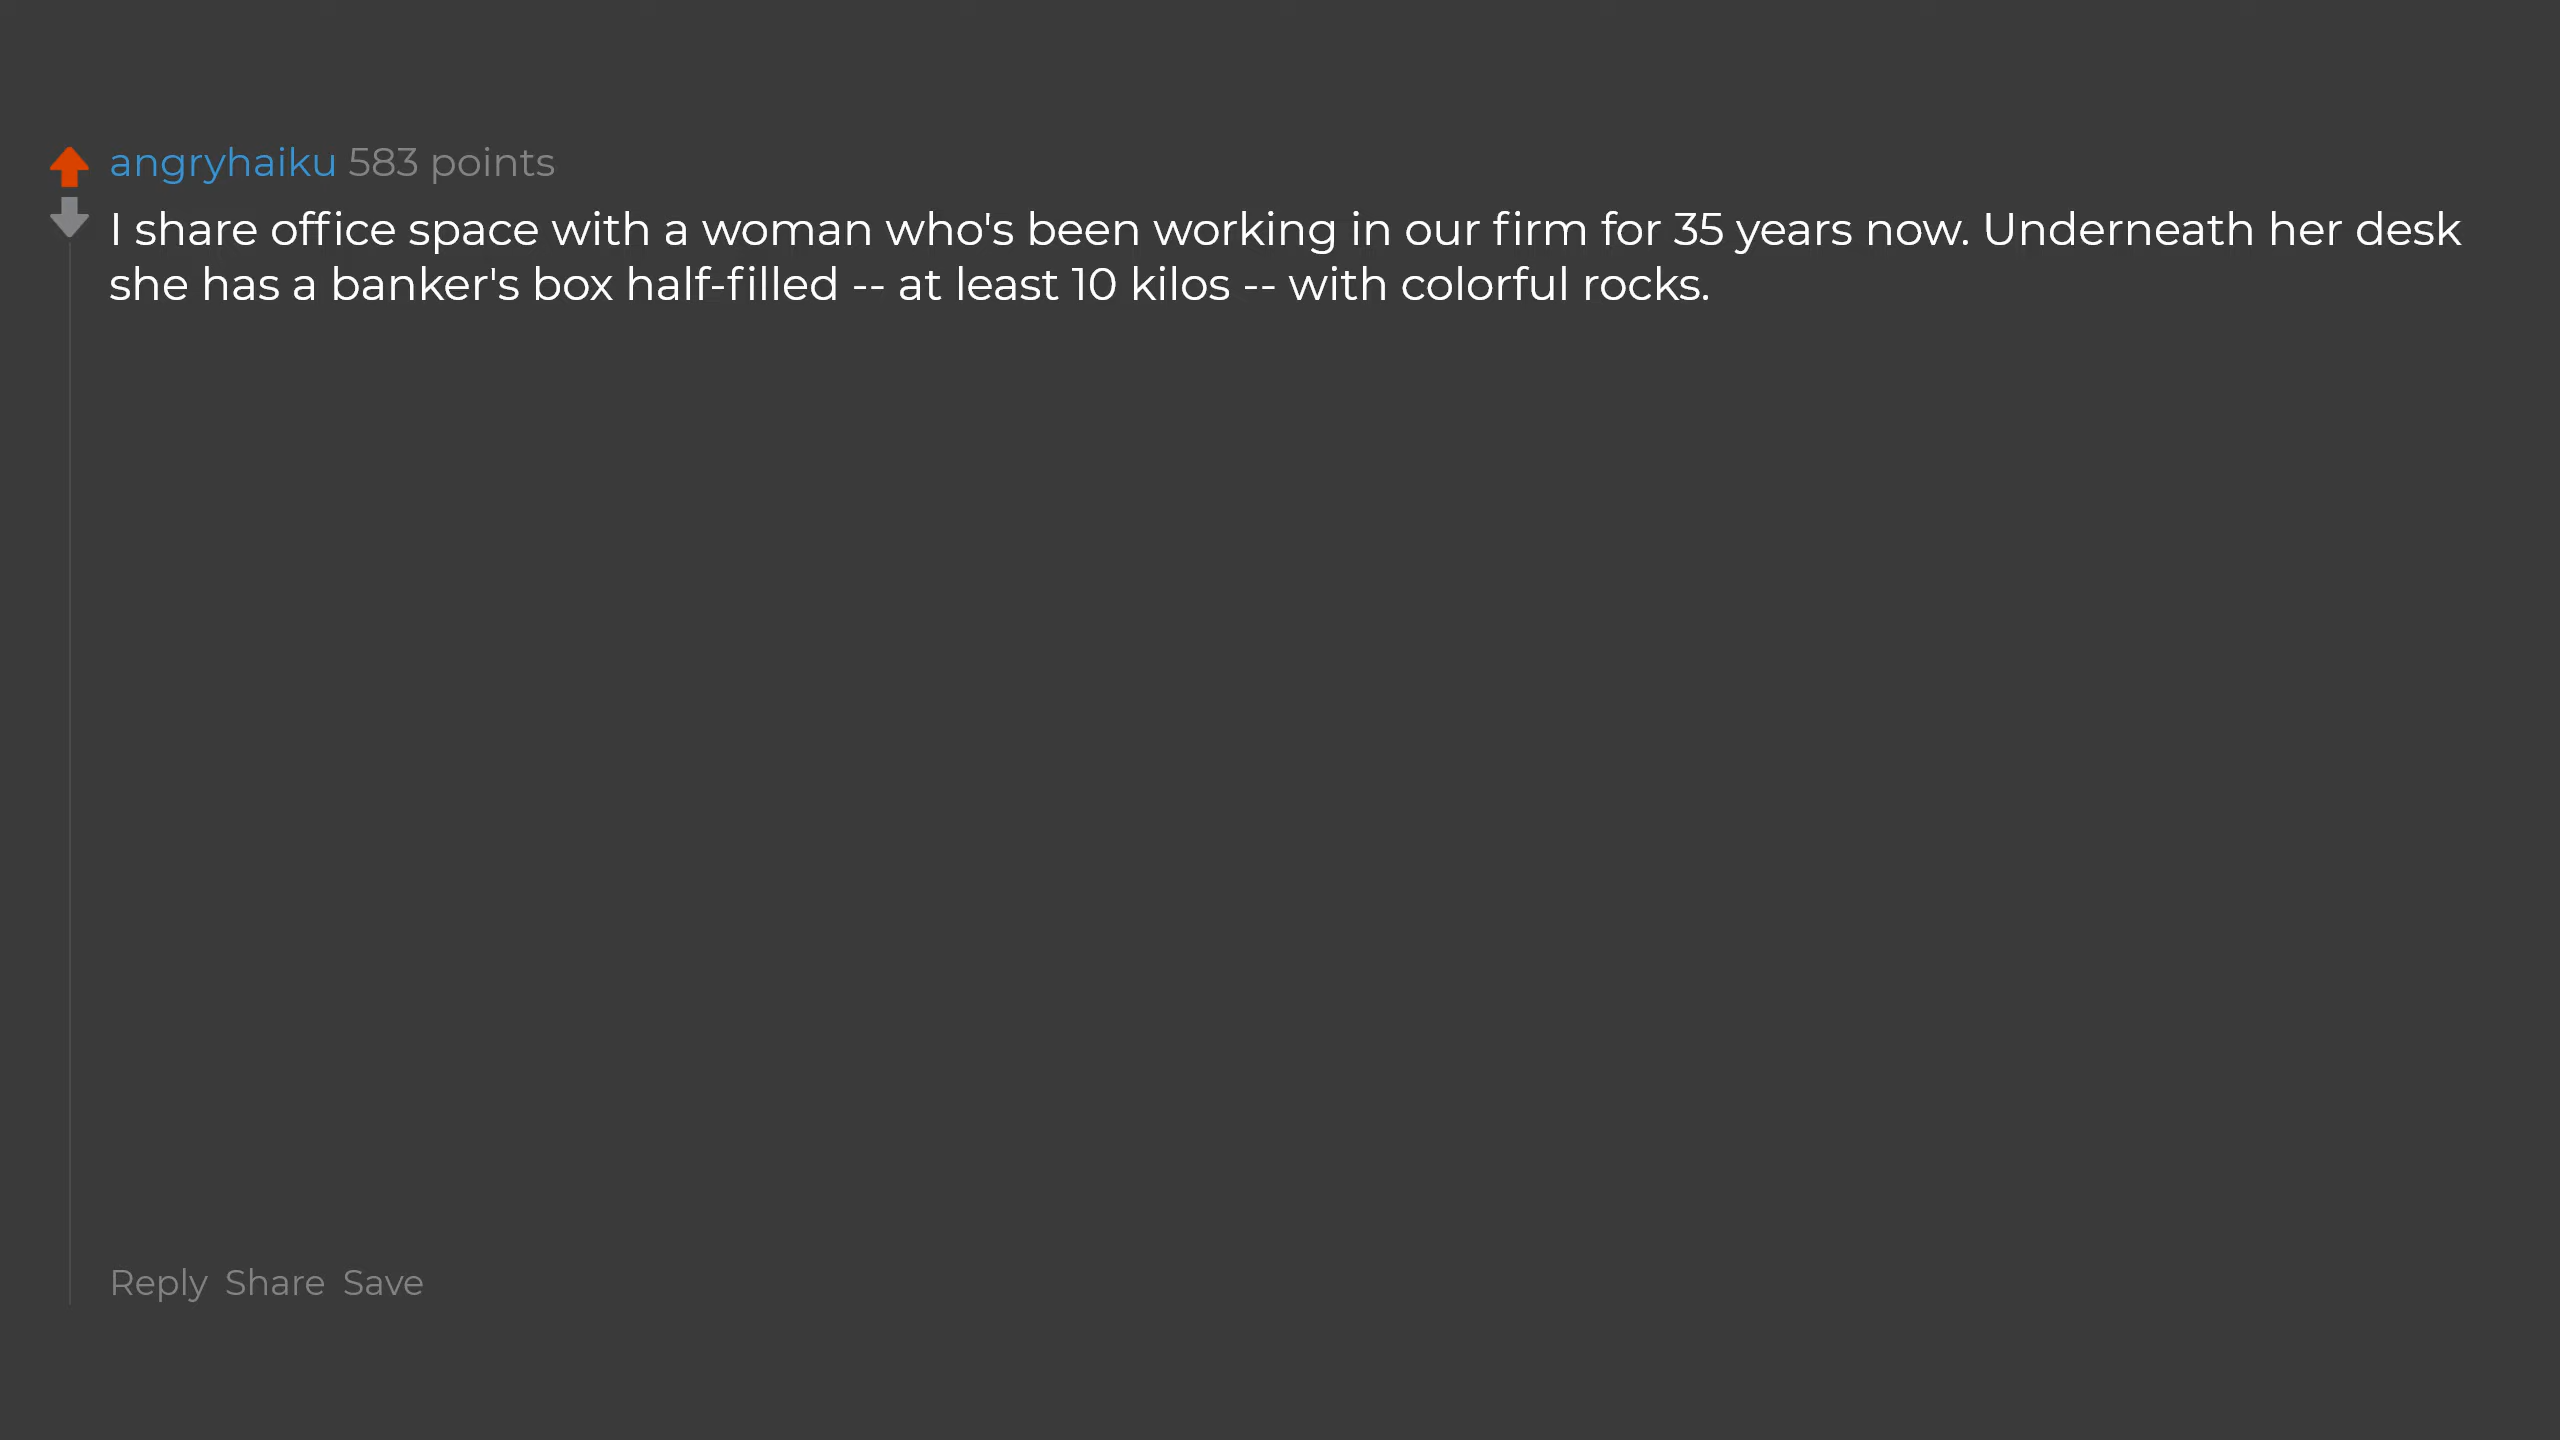 angryhaiku 583 points
I share office space with a woman who's been working in our firm for 35 years now. Underneath her desk
she has a banker's box half-filled -- at least 10 kilos -- with colorful rocks.
Reply Share Save